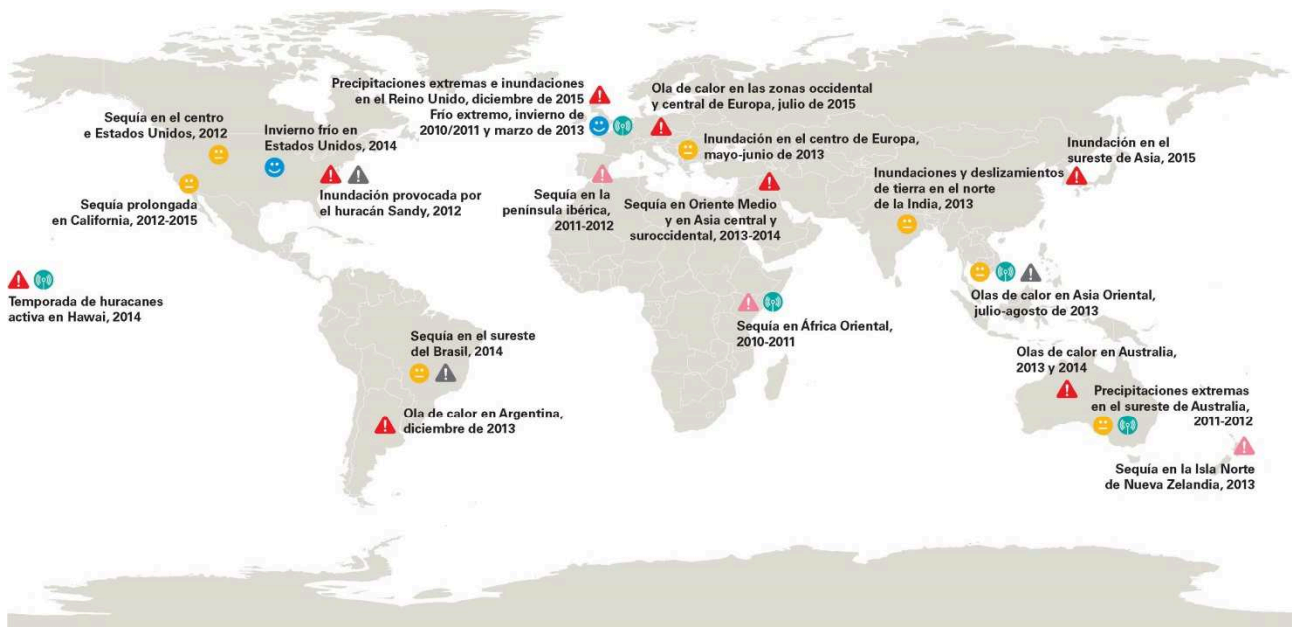 Precipitaciones extremas e inundaciones
en el Reino Unido, diciembre de 2015
Frío extremo, invierno de
2010/2011 y marzo de 2013
Ola de calor en las zonas occidental
y central de Europa, julio de 2015
Sequía en el centro
e Estados Unidos, 2012
Invierno frío en
Estados Unidos, 2014
Inundación en el centro de Europa,
mayo-junio de 2013
Inundación en el
sureste de Asia, 2015
Inundaciones y deslizamientos
de tierra en el norte
de la India, 2013
Sequía prolongada
en California, 2012-2015
Inundación provocada por
el huracán Sandy, 2012
Sequía en la
península ibérica,
2011-2012
Sequía en Oriente Medio
y en Asia central y
suroccidental, 2013-2014
Temporada de huracanes
activa en Hawai, 2014
Olas de calor en Asia Oriental,
julio-agosto de 2013
Sequía en África Oriental,
2010-2011
Sequía en el sureste
del Brasil, 2014
Olas de calor en Australia,
2013 y 2014
Precipitaciones extremas
en el sureste de Australia,
2011-2012
Ola de calor en Argentina,
diciembre de 2013
Sequía en la Isla Norte
de Nueva Zelandia, 2013